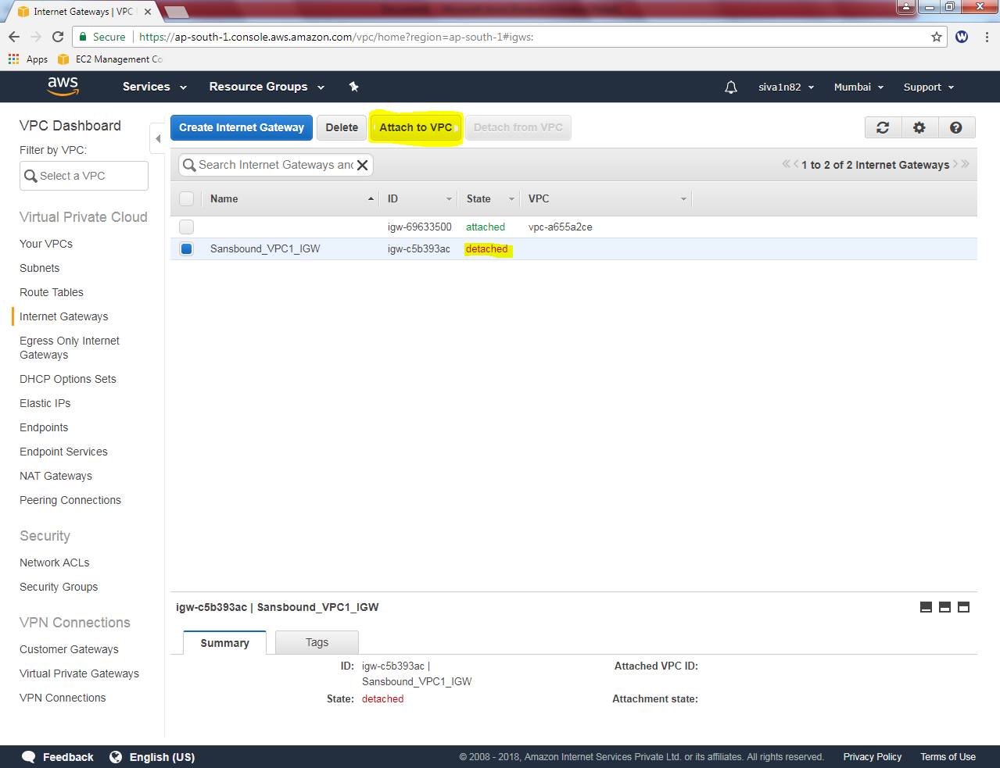 Internet Gateways | VPC
Secure
https://ap-south-1.console.aws.amazon.com/vpc/home?region=ap-south-1#igws:
Apps
EC2 Management Co
aws
Services
Resource Groups
siva1n82
Mumbai
Support
VPC Dashboard
Filter by VPC:
Select a VPC
Virtual Private Cloud
Your VPCs
Subnets
Route Tables
Internet Gateways
Egress Only Internet
Gateways
DHCP Options Sets
Elastic IPs
Endpoints
Endpoint Services
NAT Gateways
Peering Connections
Security
Network ACLs
Security Groups
VPN Connections
Customer Gateways
Virtual Private Gateways
VPN Connections
Create Internet Gateway
Delete
Attach to VPC
Detach from VPC
Search Internet Gateways and
1 to 2 of 2 Internet Gateways
Name ID State VPC
igw-69633500 attached vpc-a655a2ce
Sansbound_VPC1_IGW igw-c5b393ac detached
igw-c5b393ac | Sansbound_VPC1_IGW
Summary Tags
ID: igw-c5b393ac |
Sansbound_VPC1_IGW
State: detached
Attached VPC ID:
Attachment state:
Feedback
English (US)
© 2008 - 2018, Amazon Internet Services Private Ltd. or its affiliates. All rights reserved.
Privacy Policy
Terms of Use